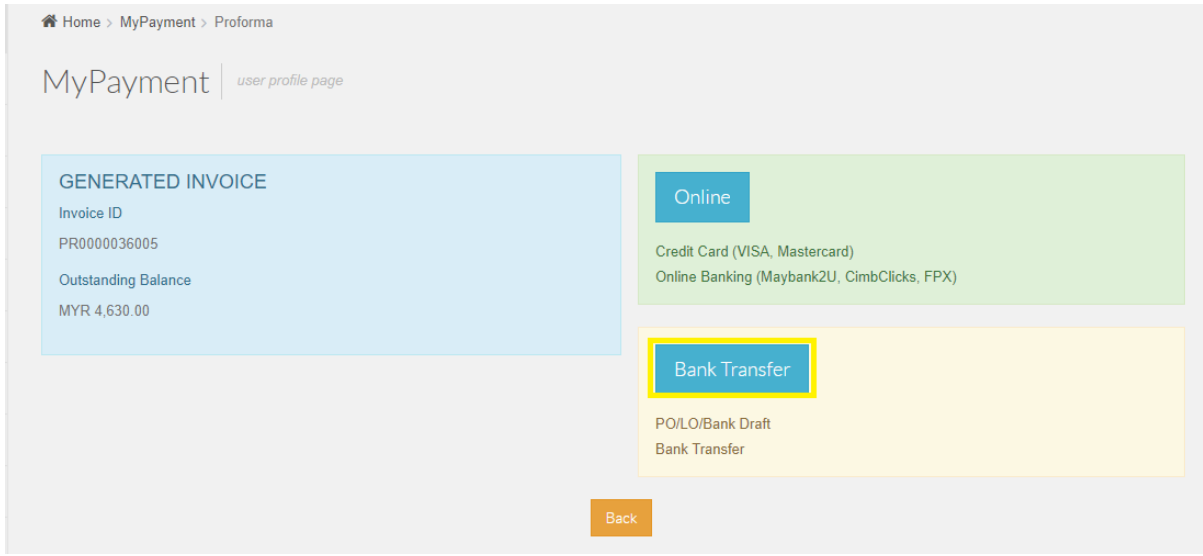 Home > MyPayment > Proforma
MyPayment user profile page
GENERATED INVOICE
Invoice ID
PR0000036005
Outstanding Balance
MYR 4,630.00
Online
Credit Card (VISA, Mastercard)
Online Banking (Maybank2U, CimbClicks, FPX)
Bank Transfer
PO/LO/Bank Draft
Bank Transfer
Back